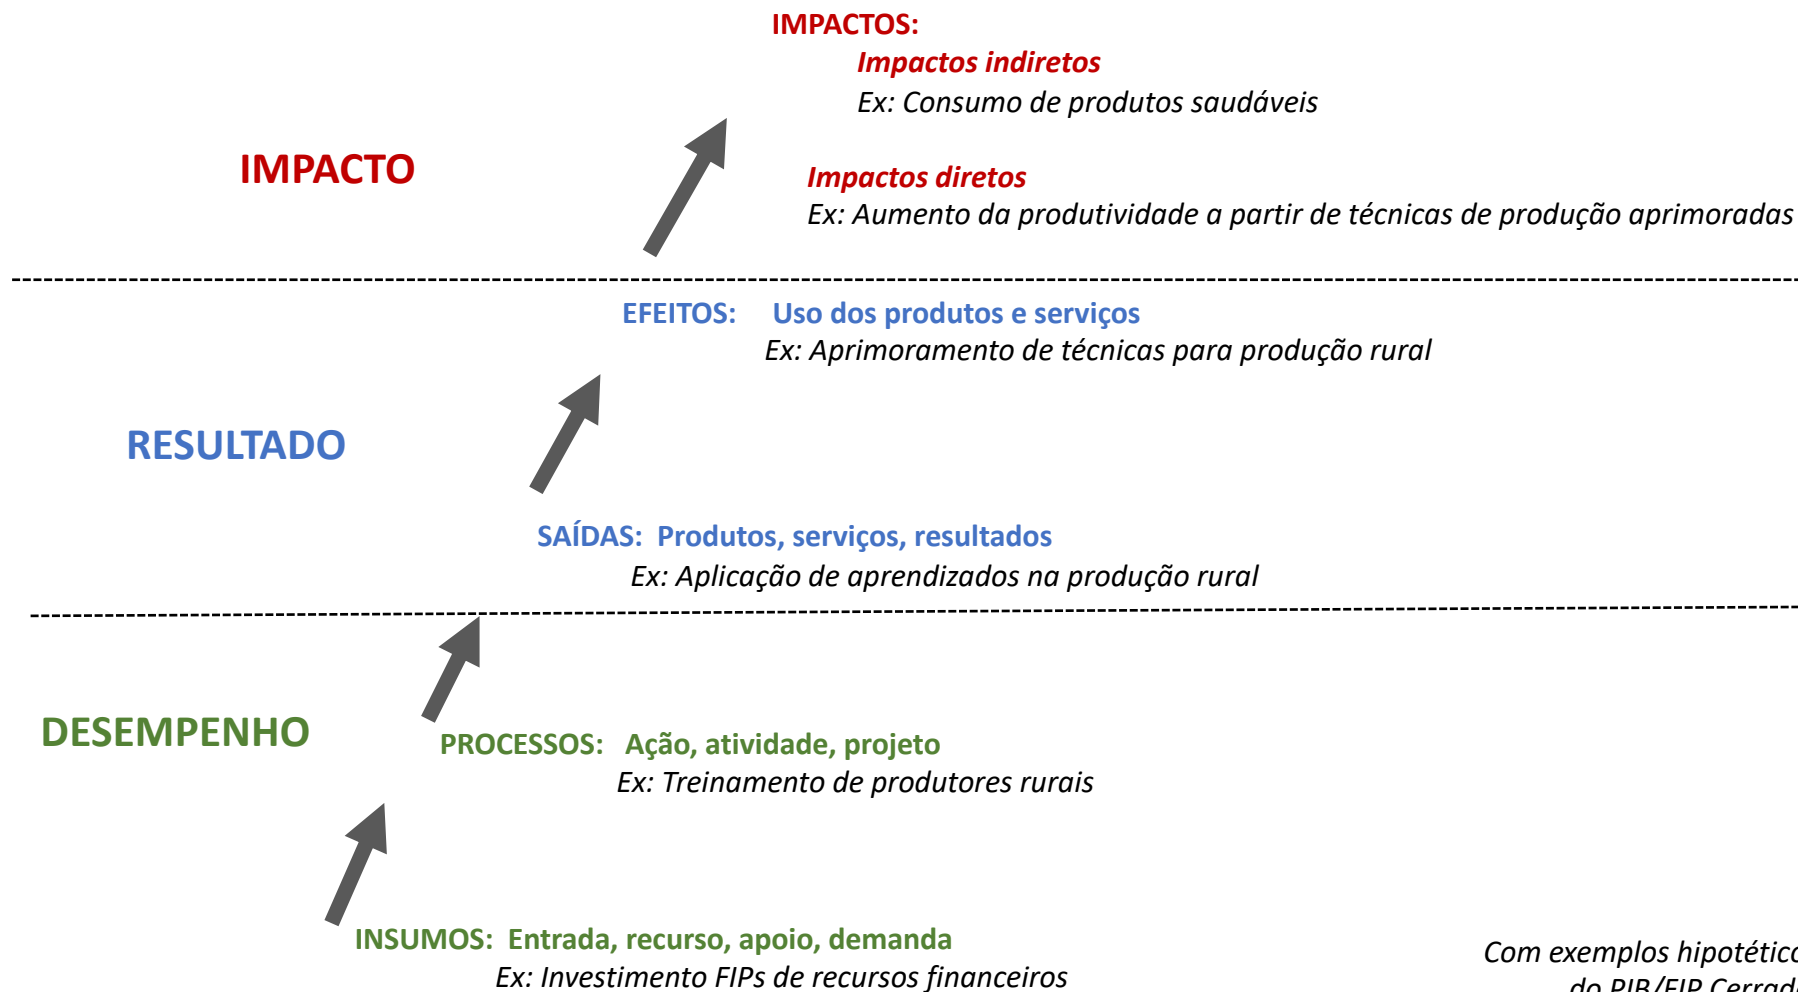 IMPACTOS:
Impactos indiretos
Ex: Consumo de produtos saudáveis
IMPACTO
Impactos diretos
Ex: Aumento da produtividade a partir de técnicas de produção aprimoradas
EFEITOS: Uso dos produtos e serviços
Ex: Aprimoramento de técnicas para produção rural
RESULTADO
SAÍDAS: Produtos, serviços, resultados
Ex: Aplicação de aprendizados na produção rural
DESEMPENHO
PROCESSOS: Ação, atividade, projeto
Ex: Treinamento de produtores rurais
INSUMOS: Entrada, recurso, apoio, demanda
Ex: Investimento FIPs de recursos financeiros
Com exemplos
do PIB/FIP